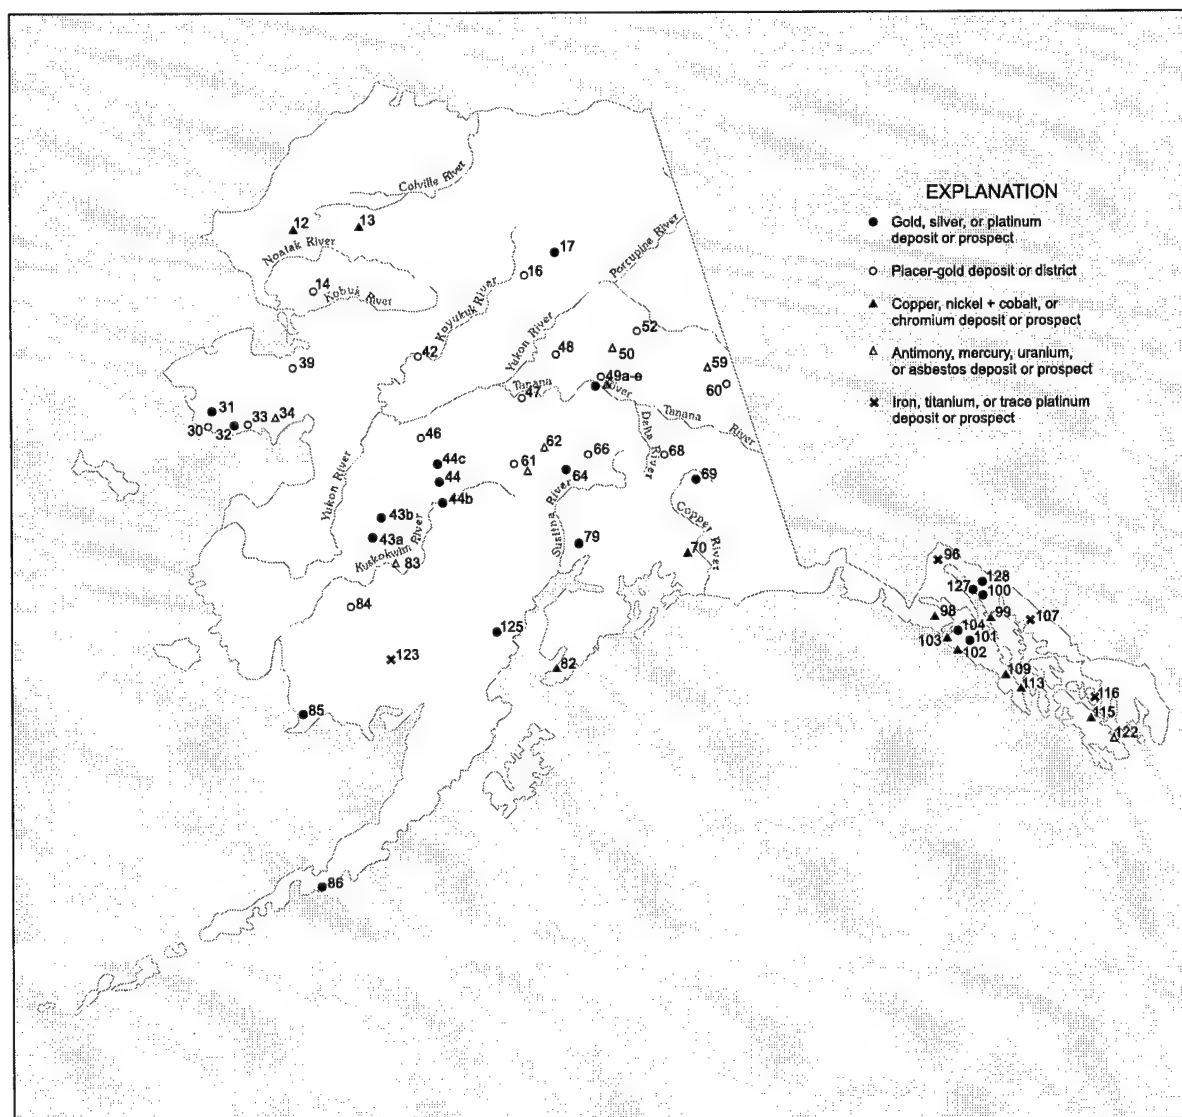 EXPLANATION
Gold, silver, or platinum
deposit or prospect
Placer-gold deposit or district
Copper, nickel + cobalt, or
chromium deposit or prospect
Antimony, mercury, uranium,
or asbestos deposit or prospect
Iron, titanium, or trace platinum
deposit or prospect
Colville River
12
13
Noatak River
14
Kobuk River
17
16
Porcupine River
Koyukuk River
39
42
Yukon River
48
52
50
59
60
49a-e
Tanana
River
47
31
30
32
33
34
46
44c
44
44b
Yukon River
43b
43a
Kuskokwim River
83
84
61
62
66
64
Susitna River
Delta River
Tanana
River
68
69
Copper River
70
79
125
123
82
85
86
96
128
127
100
98
99
107
104
103
101
102
109
113
116
115
122